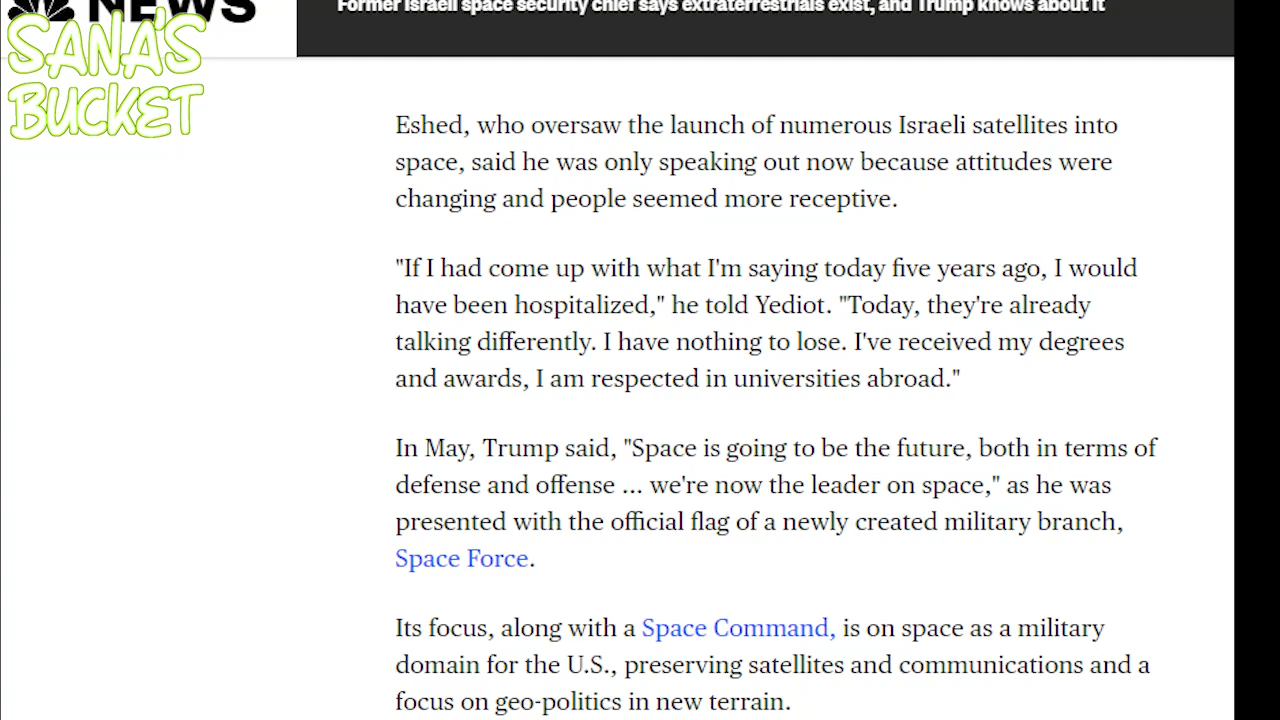 NEWS
Former Israeli space security chief says extraterrestrials exist, and Trump knows about it
SANA'S
BUCKET
Eshed, who oversaw the launch of numerous Israeli satellites into
space, said he was only speaking out now because attitudes were
changing and people seemed more receptive.
"If I had come up with what I'm saying today five years ago, I would
have been hospitalized," he told Yediot. "Today, they're already
talking differently. I have nothing to lose. I've received my degrees
and awards, I am respected in universities abroad."
In May, Trump said, "Space is going to be the future, both in terms of
defense and offense ... we're now the leader on space," as he was
presented with the official flag of a newly created military branch,
Space Force.
Its focus, along with a Space Command, is on space as a military
domain for the U.S., preserving satellites and communications and a
focus on geo-politics in new terrain.